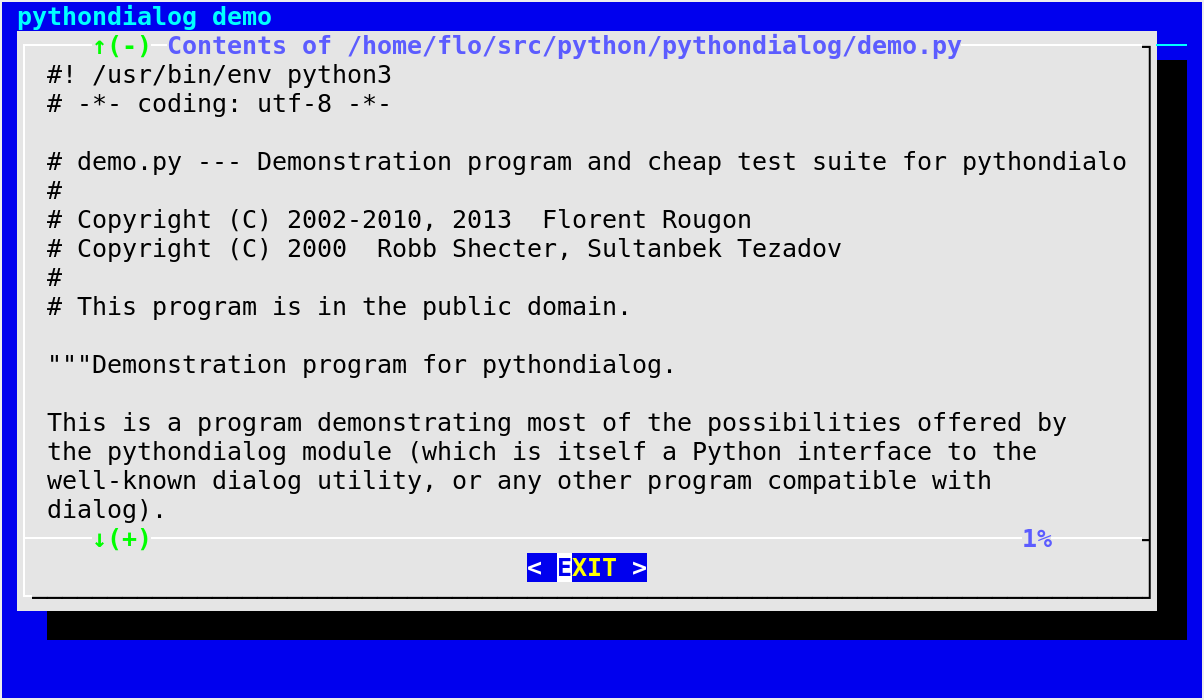 pythondialog demo
↑(-) Contents of /home/flo/src/python/pythondialog/demo.py
#! /usr/bin/env python3
# -*- coding: utf-8 -*-

# demo.py --- Demonstration program and cheap test suite for pythondialo
#
# Copyright (C) 2002-2010, 2013  Florent Rougon
# Copyright (C) 2000  Robb Shecter, Sultanbek Tezadov
#
# This program is in the public domain.

"""Demonstration program for pythondialog.

This is a program demonstrating most of the possibilities offered by
the pythondialog module (which is itself a Python interface to the
well-known dialog utility, or any other program compatible with
dialog).
↓(+) 1%
< EXIT >